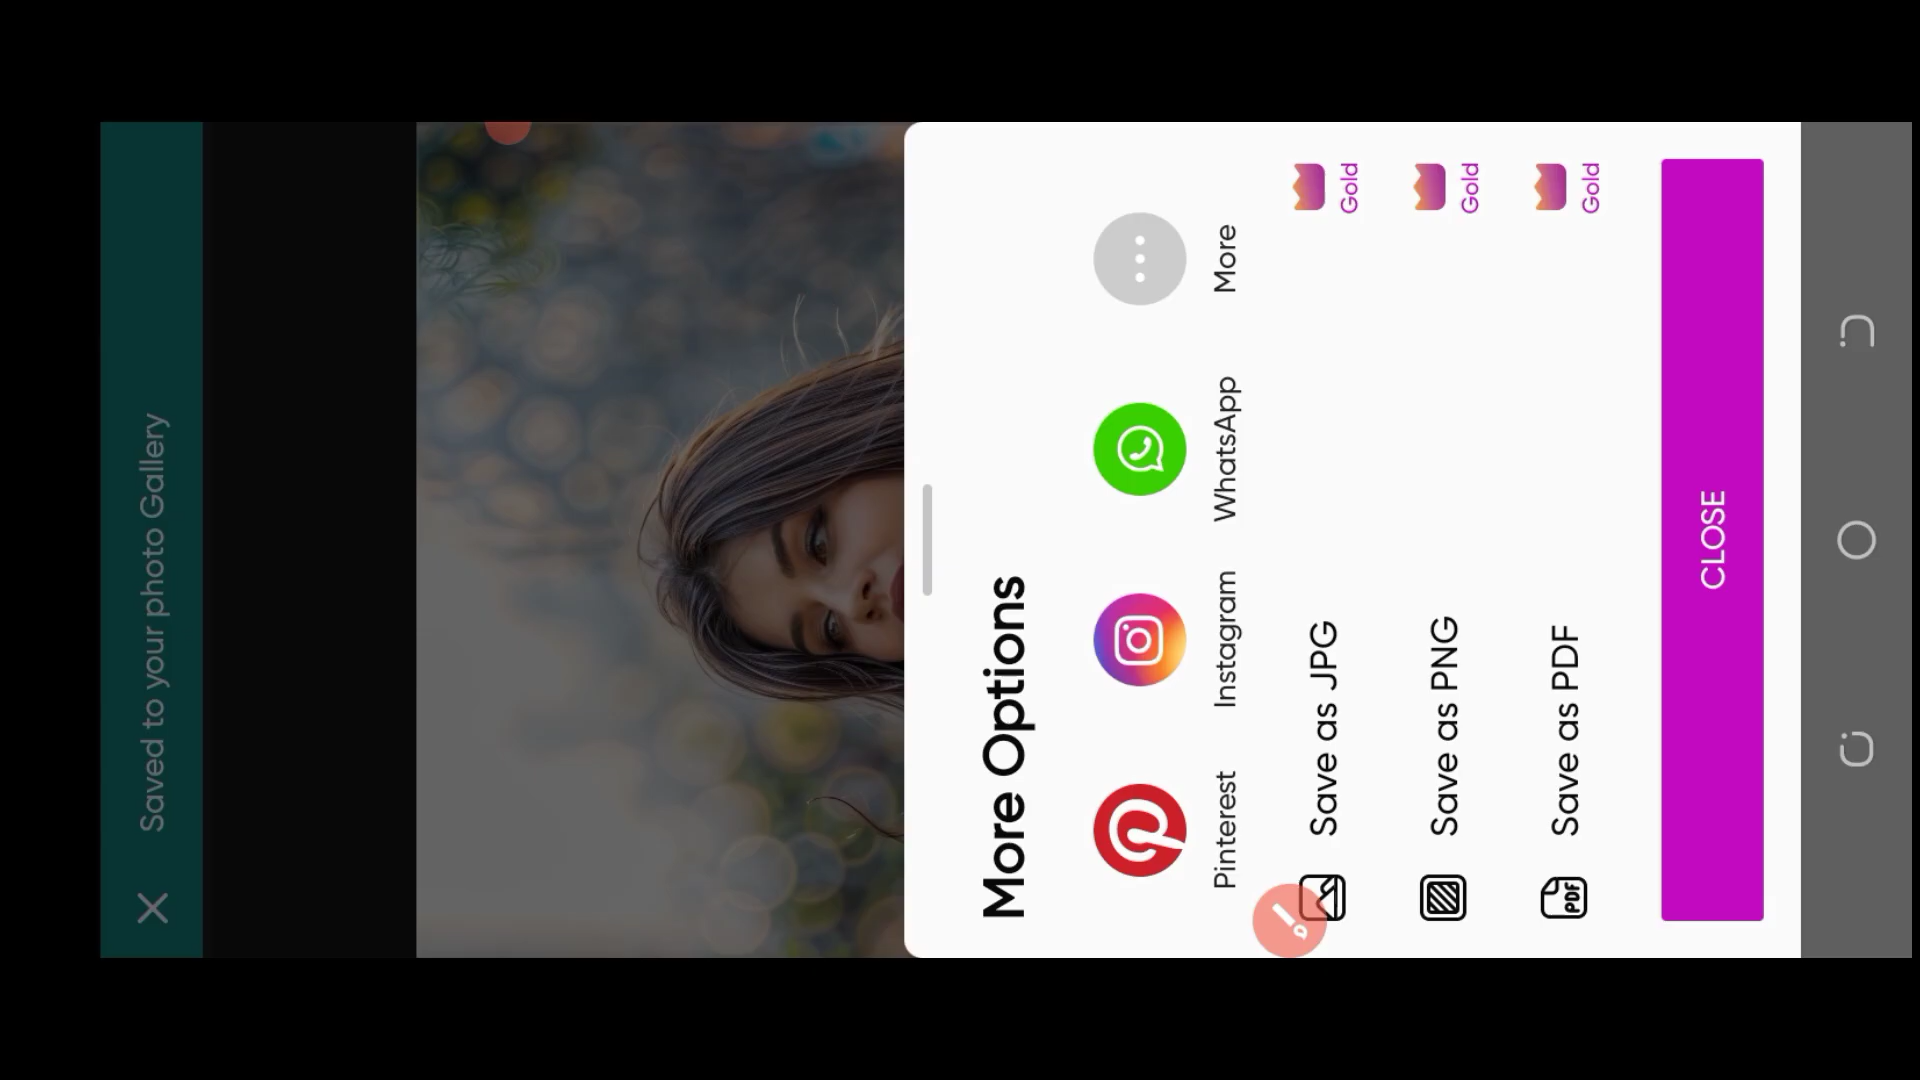 Saved to your photo Gallery
More Options
Pinterest
Instagram
WhatsApp
More
Save as JPG
Gold
Save as PNG
Gold
Save as PDF
Gold
PDF
CLOSE